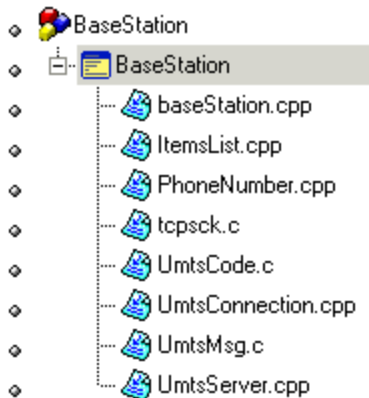 BaseStation
BaseStation
baseStation.cpp
ItemsList.cpp
PhoneNumber.cpp
tcpsck.c
UmtsCode.c
UmtsConnection.cpp
UmtsMsg.c
UmtsServer.cpp